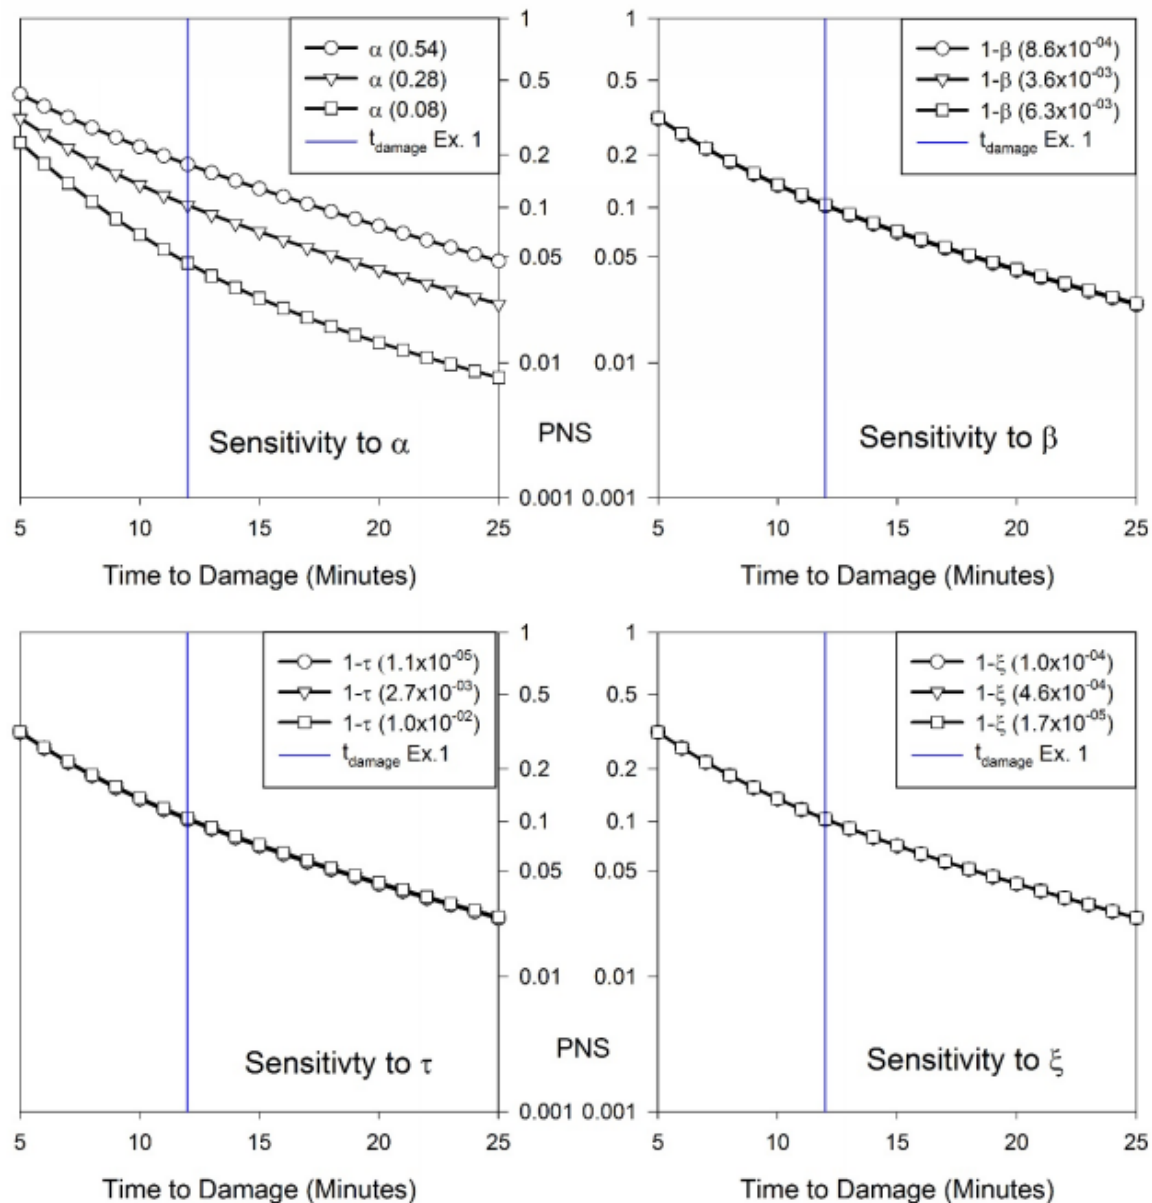 α (0.54)
α (0.28)
α (0.08)
t_damage Ex. 1
1
0.5
0.2
0.1
0.05
0.01
0.001
Sensitivity to α
5 10 15 20 25
Time to Damage (Minutes)
PNS
1
0.5
0.2
0.1
0.05
0.01
0.001
1-β (8.6x10^-04)
1-β (3.6x10^-03)
1-β (6.3x10^-03)
t_damage Ex. 1
Sensitivity to β
5 10 15 20 25
Time to Damage (Minutes)
1-τ (1.1x10^-05)
1-τ (2.7x10^-03)
1-τ (1.0x10^-02)
t_damage Ex.1
1
0.5
0.2
0.1
0.05
0.01
0.001
Sensitivty to τ
5 10 15 20 25
Time to Damage (Minutes)
PNS
1
0.5
0.2
0.1
0.05
0.01
0.001
1-ξ (1.0x10^-04)
1-ξ (4.6x10^-04)
1-ξ (1.7x10^-05)
t_damage Ex. 1
Sensitivity to ξ
5 10 15 20 25
Time to Damage (Minutes)